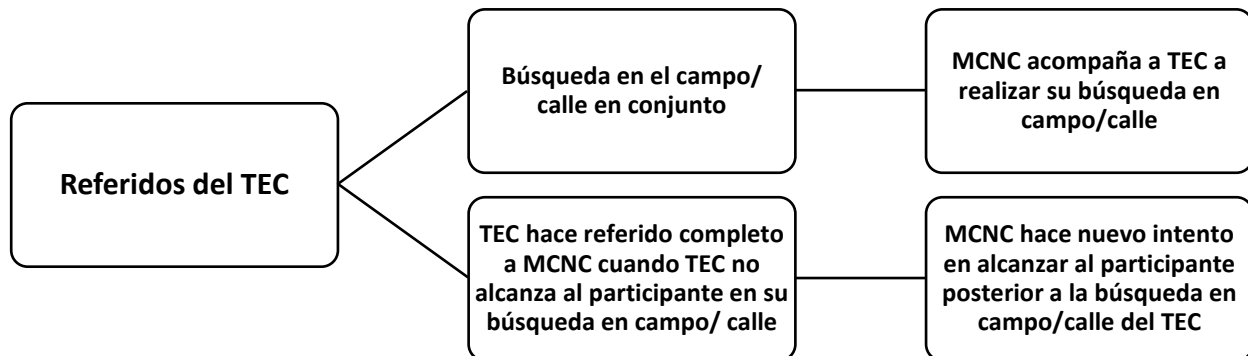 Referidos del TEC
Búsqueda en el campo/
calle en conjunto
MCNC acompaña a TEC a
realizar su búsqueda en
campo/calle
TEC hace referido completo
a MCNC cuando TEC no
alcanza al participante en su
búsqueda en campo/ calle
MCNC hace nuevo intento
en alcanzar al participante
posterior a la búsqueda en
campo/calle del TEC